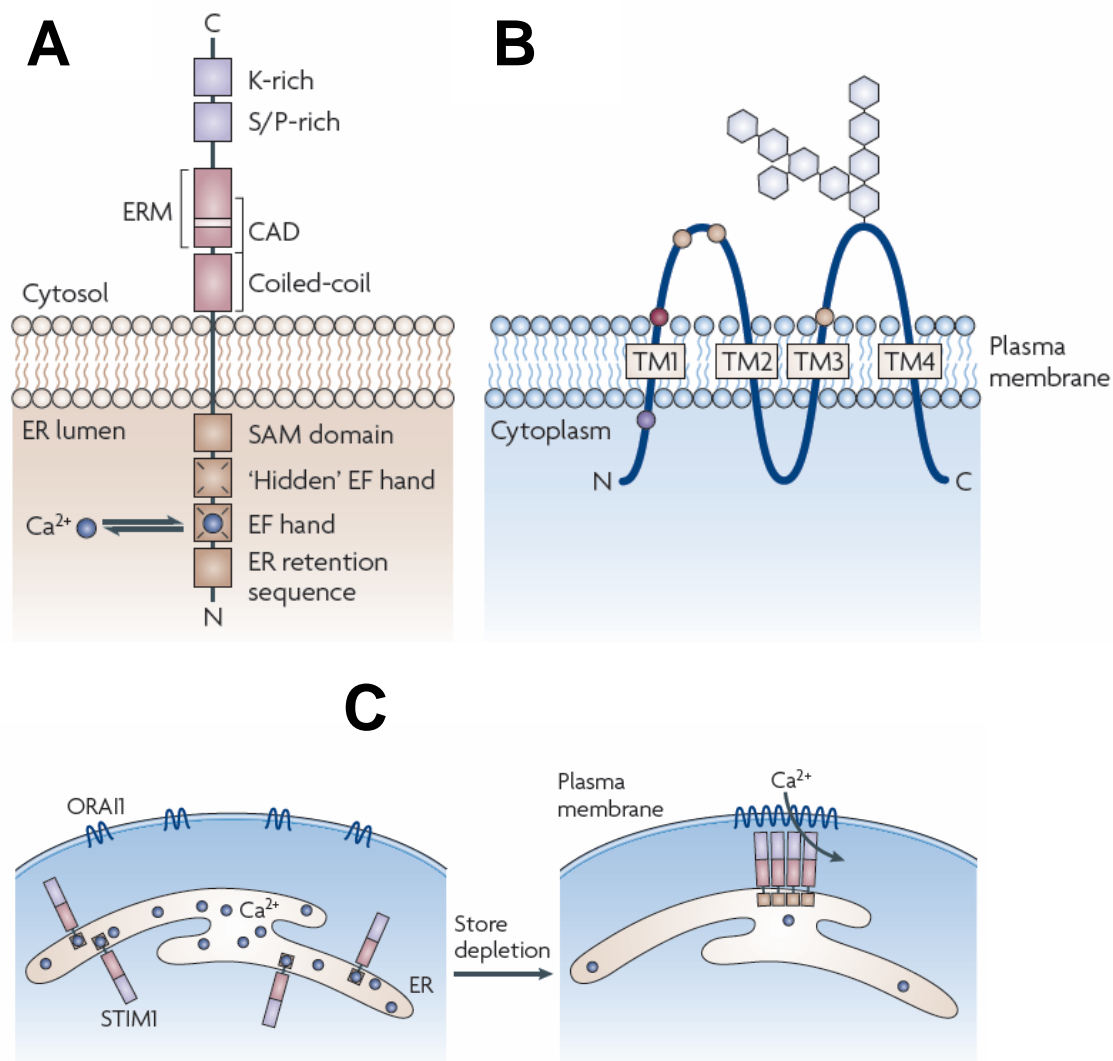 A
C
K-rich
S/P-rich
ERM
CAD
Coiled-coil
Cytosol
ER lumen
SAM domain
‘Hidden’ EF hand
Ca²⁺
EF hand
ER retention
sequence
N
B
TM1
TM2
TM3
TM4
Plasma
membrane
Cytoplasm
N
C
C
ORAI1
Ca²⁺
STIM1
ER
Store
depletion
Plasma
membrane
Ca²⁺